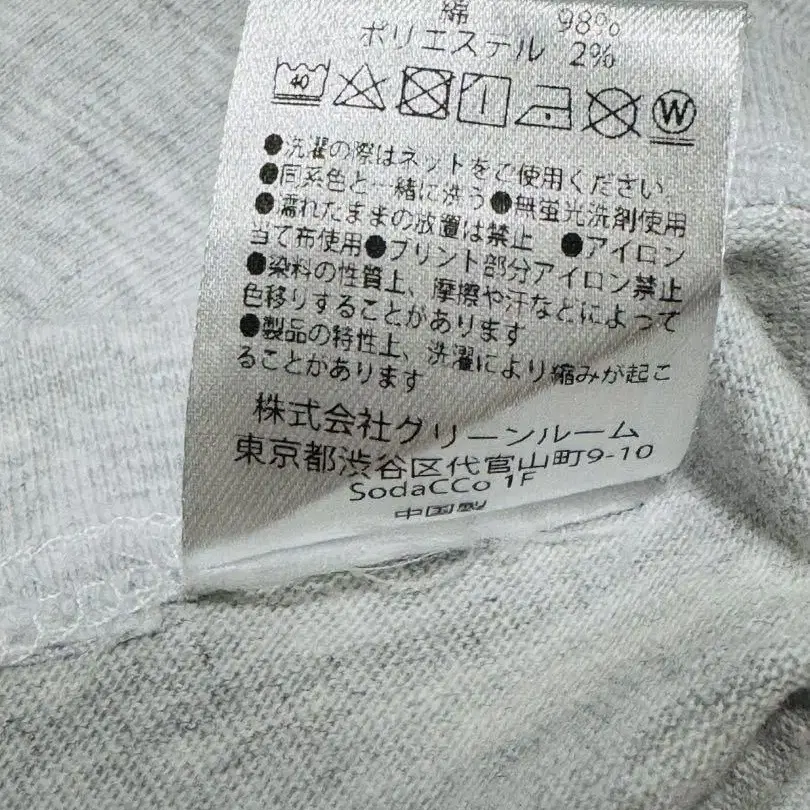 綿 98%
ポリエステル 2%
40
W
●洗濯の際はネットをご使用ください
●同系色と一緒に洗う●無蛍光洗剤使用
●濡れたままの放置は禁止 ●アイロン
当て布使用●プリント部分アイロン禁止
●染料の性質上、摩擦や汗などによって
色移りすることがあります
●製品の特性上、洗濯により縮みが起こ
ることがあります
株式会社グリーンルーム
東京都渋谷区代官山町9-10
SodaCCo 1F
中国製